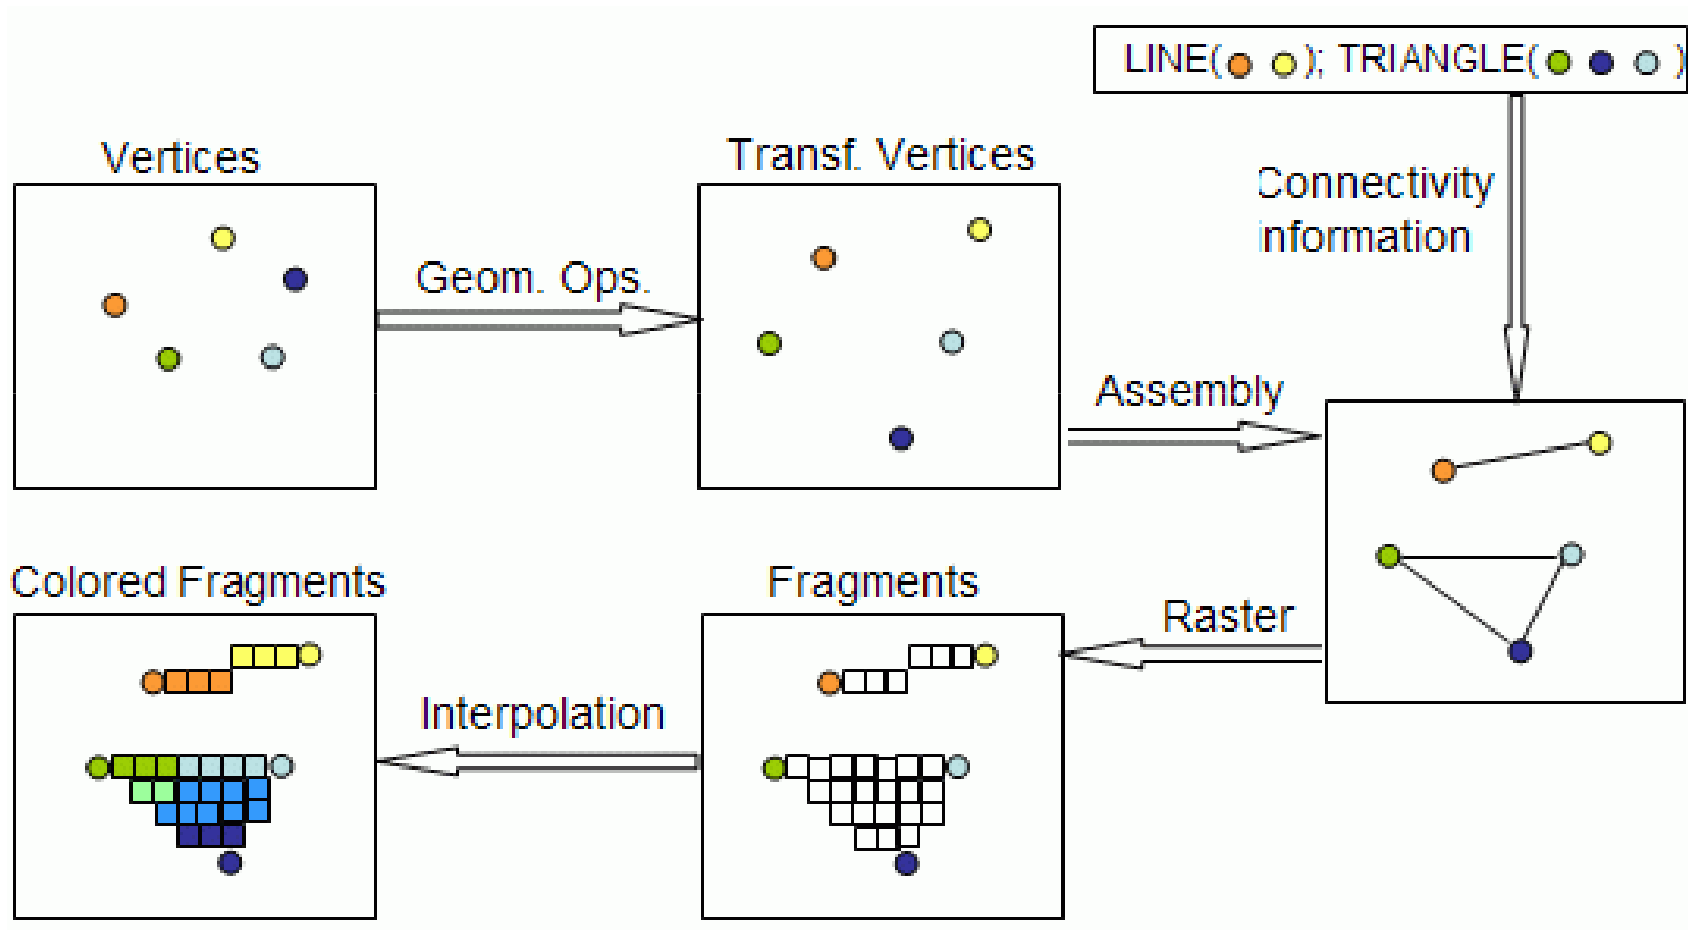 LINE( ); TRIANGLE( )
Vertices
Transf. Vertices
Connectivity
information
Geom. Ops.
Assembly
Colored Fragments
Fragments
Raster
Interpolation